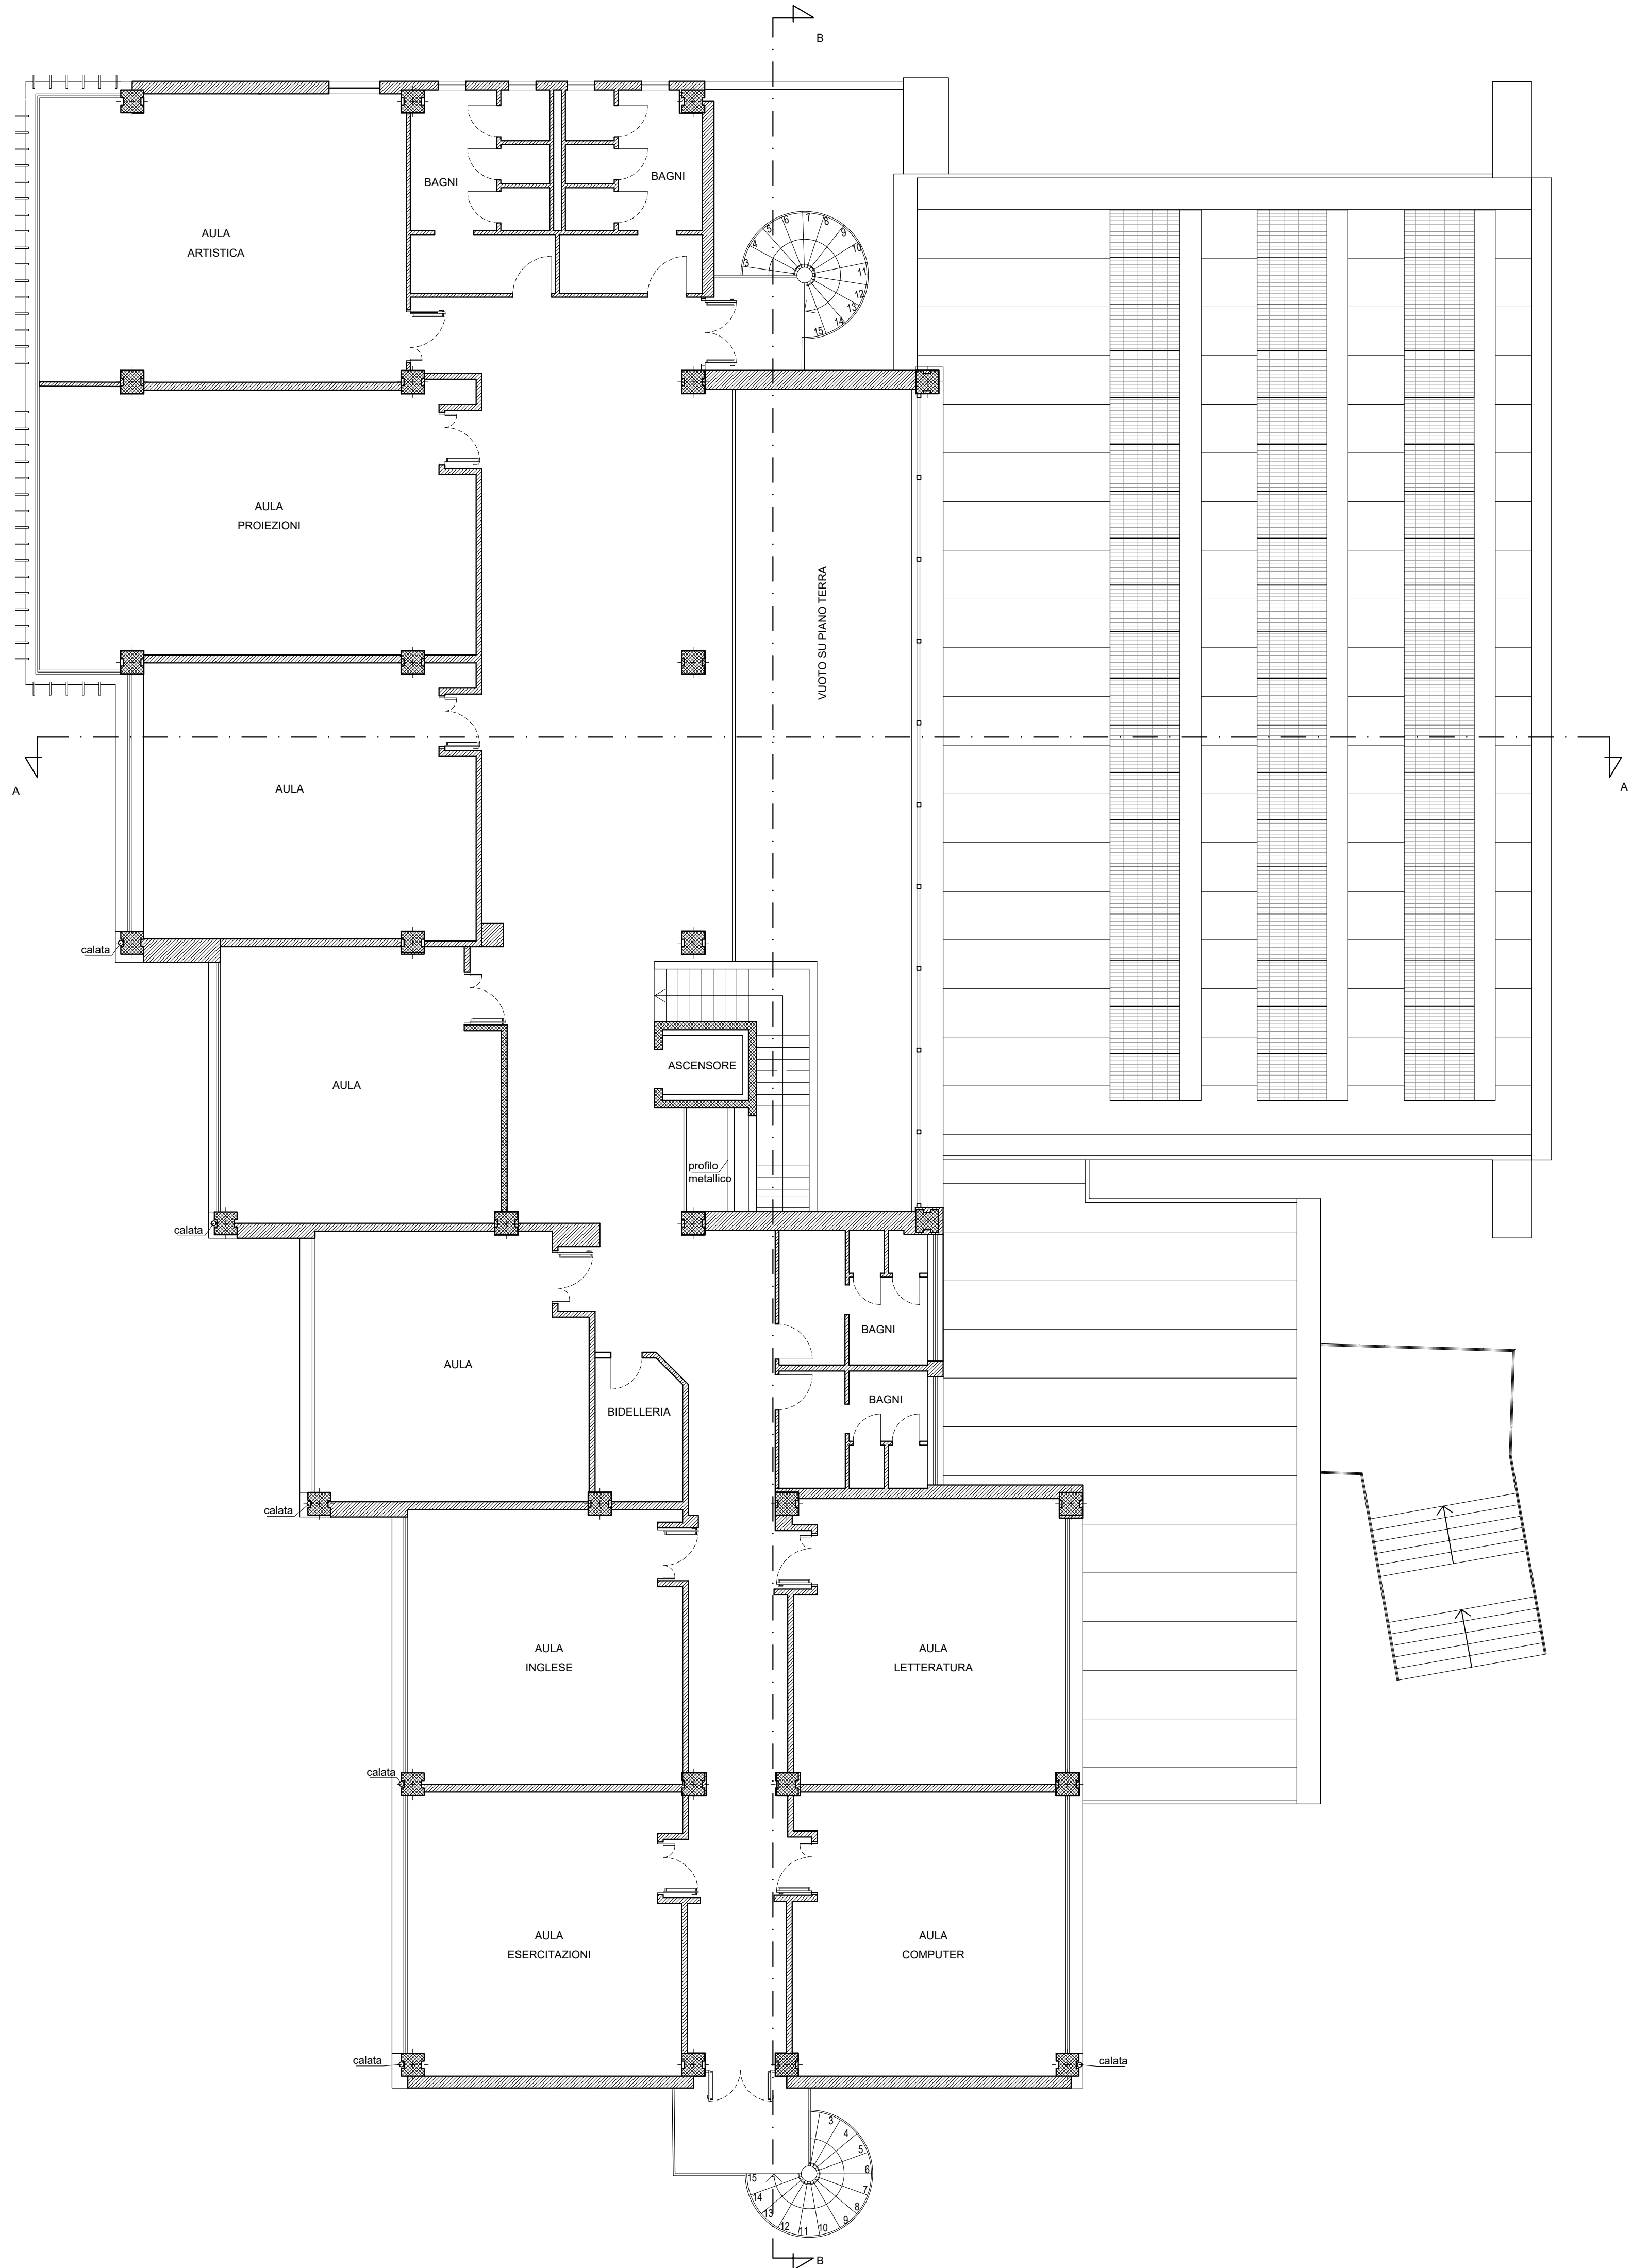 B
BAGNI
BAGNI
AULA
ARTISTICA
3
4
5
6
7
8
9
10
11
12
13
14
15
AULA
PROIEZIONI
VUOTO SU PIANO TERRA
A
A
AULA
calata
ASCENSORE
AULA
profilo
metallico
calata
BAGNI
AULA
BAGNI
BIDELLERIA
calata
AULA
INGLESE
AULA
LETTERATURA
calata
AULA
ESERCITAZIONI
AULA
COMPUTER
calata
calata
3
4
5
6
7
8
9
10
11
12
13
14
15
B